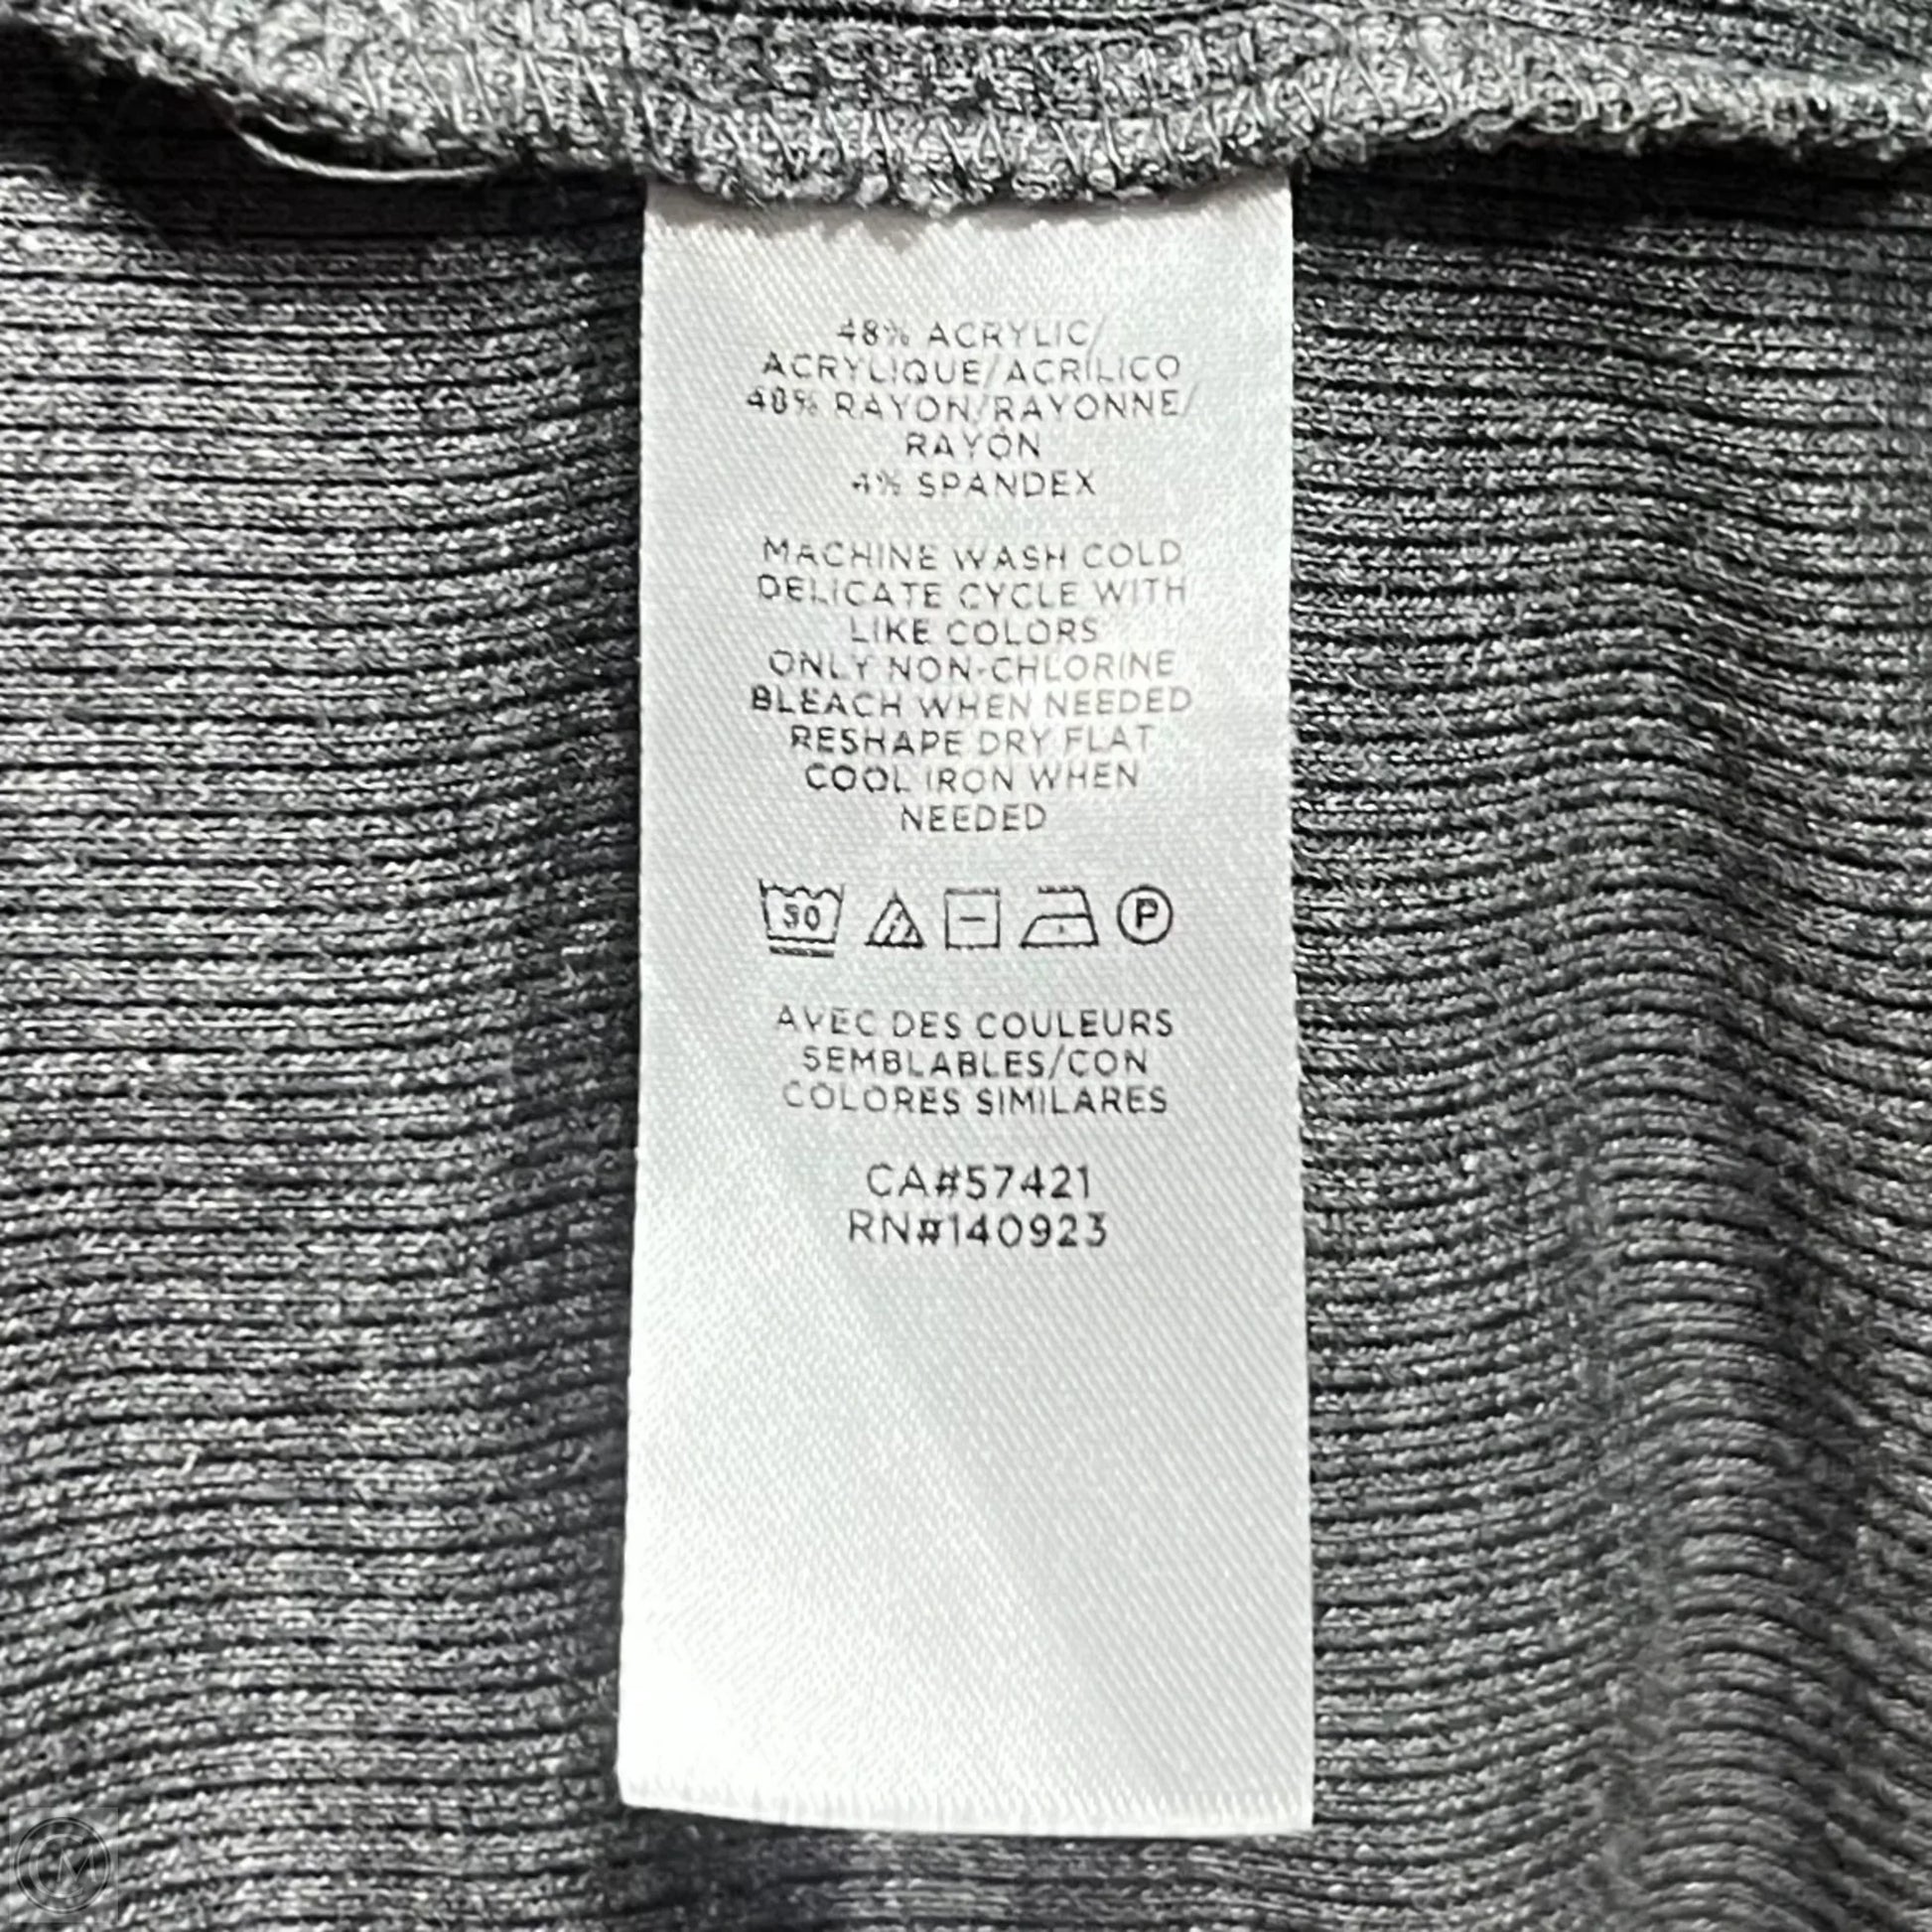 48% ACRYLIC/
ACRYLIQUE/ACRÍLICO
48% RAYON/RAYONNE/
RAYÓN
4% SPANDEX
MACHINE WASH COLD
DELICATE CYCLE WITH
LIKE COLORS
ONLY NON-CHLORINE
BLEACH WHEN NEEDED
RESHAPE DRY FLAT
COOL IRON WHEN
NEEDED
30 P
AVEC DES COULEURS
SEMBLABLES/CON
COLORES SIMILARES
CA#57421
RN#140923